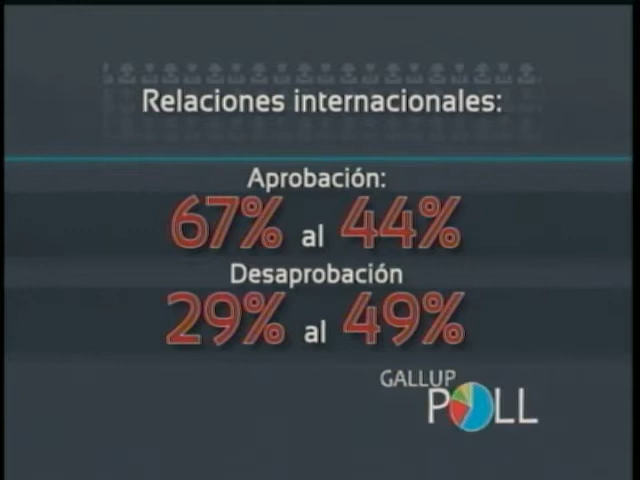 Relaciones internacionales:
Aprobación:
67% al 44%
Desaprobación
29% al 49%
GALLUP
POLL